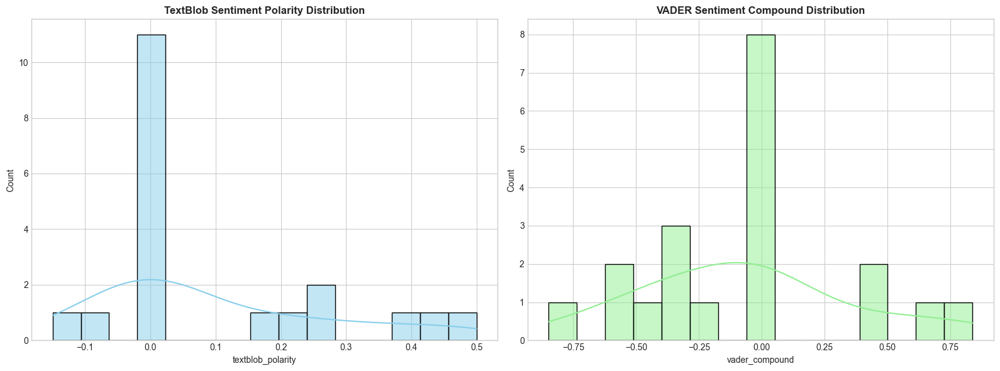 TextBlob Sentiment Polarity Distribution
Count
10
8
6
4
2
0
−0.1 0.0 0.1 0.2 0.3 0.4 0.5
textblob_polarity
VADER Sentiment Compound Distribution
Count
8
7
6
5
4
3
2
1
0
−0.75 −0.50 −0.25 0.00 0.25 0.50 0.75
vader_compound